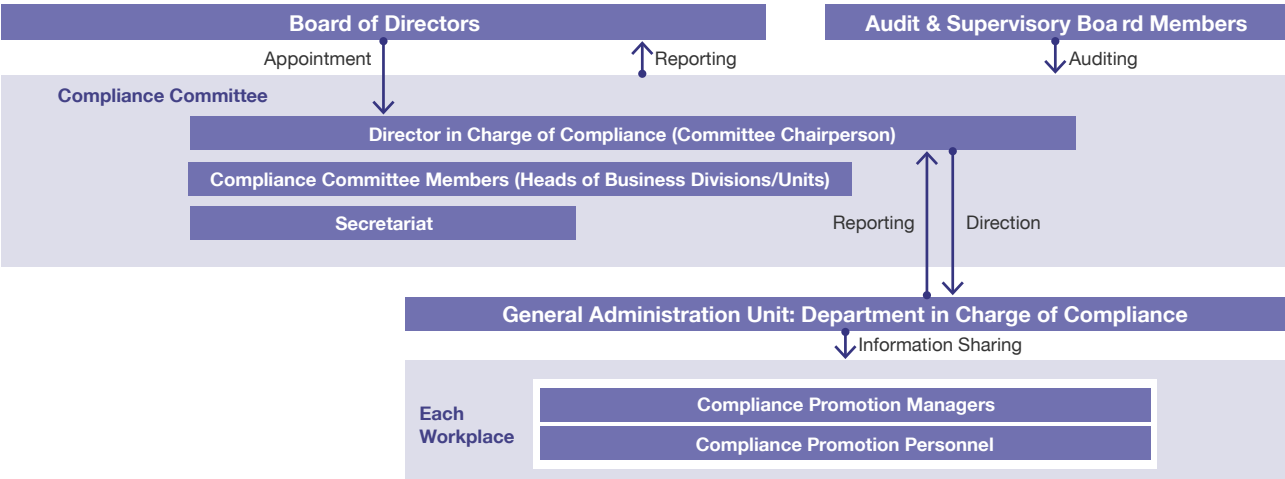 Board of Directors
Audit & Supervisory Boa rd Members
Appointment
Reporting
Auditing
Compliance Committee
Director in Charge of Compliance (Committee Chairperson)
Compliance Committee Members (Heads of Business Divisions/Units)
Secretariat
Reporting
Direction
General Administration Unit: Department in Charge of Compliance
Information Sharing
Each
Workplace
Compliance Promotion Managers
Compliance Promotion Personnel